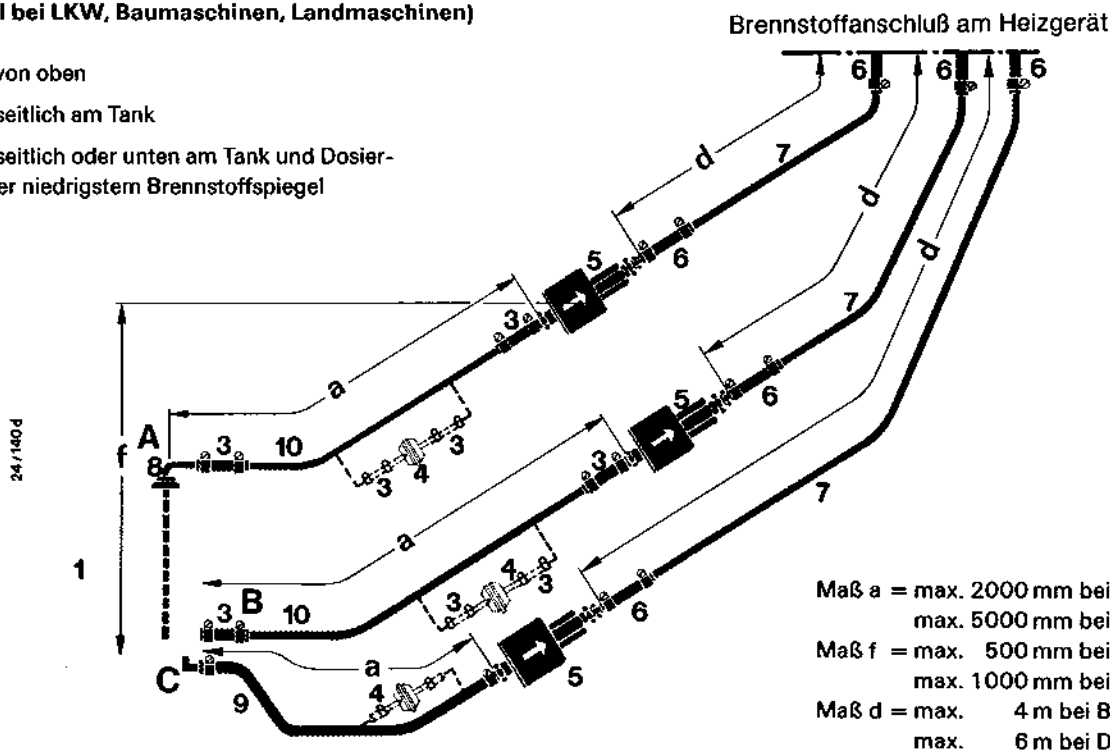 l bei LKW, Baumaschinen, Landmaschinen)
Brennstoffanschluß am Heizgerät
von oben
seitlich am Tank
seitlich oder unten am Tank und Dosier-
er niedrigstem Brennstoffspiegel
6 6 6
7
d
d
d
5
6
3
7
a
5
6
A
f
3
10
8
3
4
3
3
7
a
24/140 d
1
B
3
10
3
4
3
6
C
a
5
4
9
Maß a = max. 2000 mm bei
max. 5000 mm bei
Maß f = max. 500 mm bei
max. 1000 mm bei
Maß d = max. 4 m bei B
max. 6 m bei D